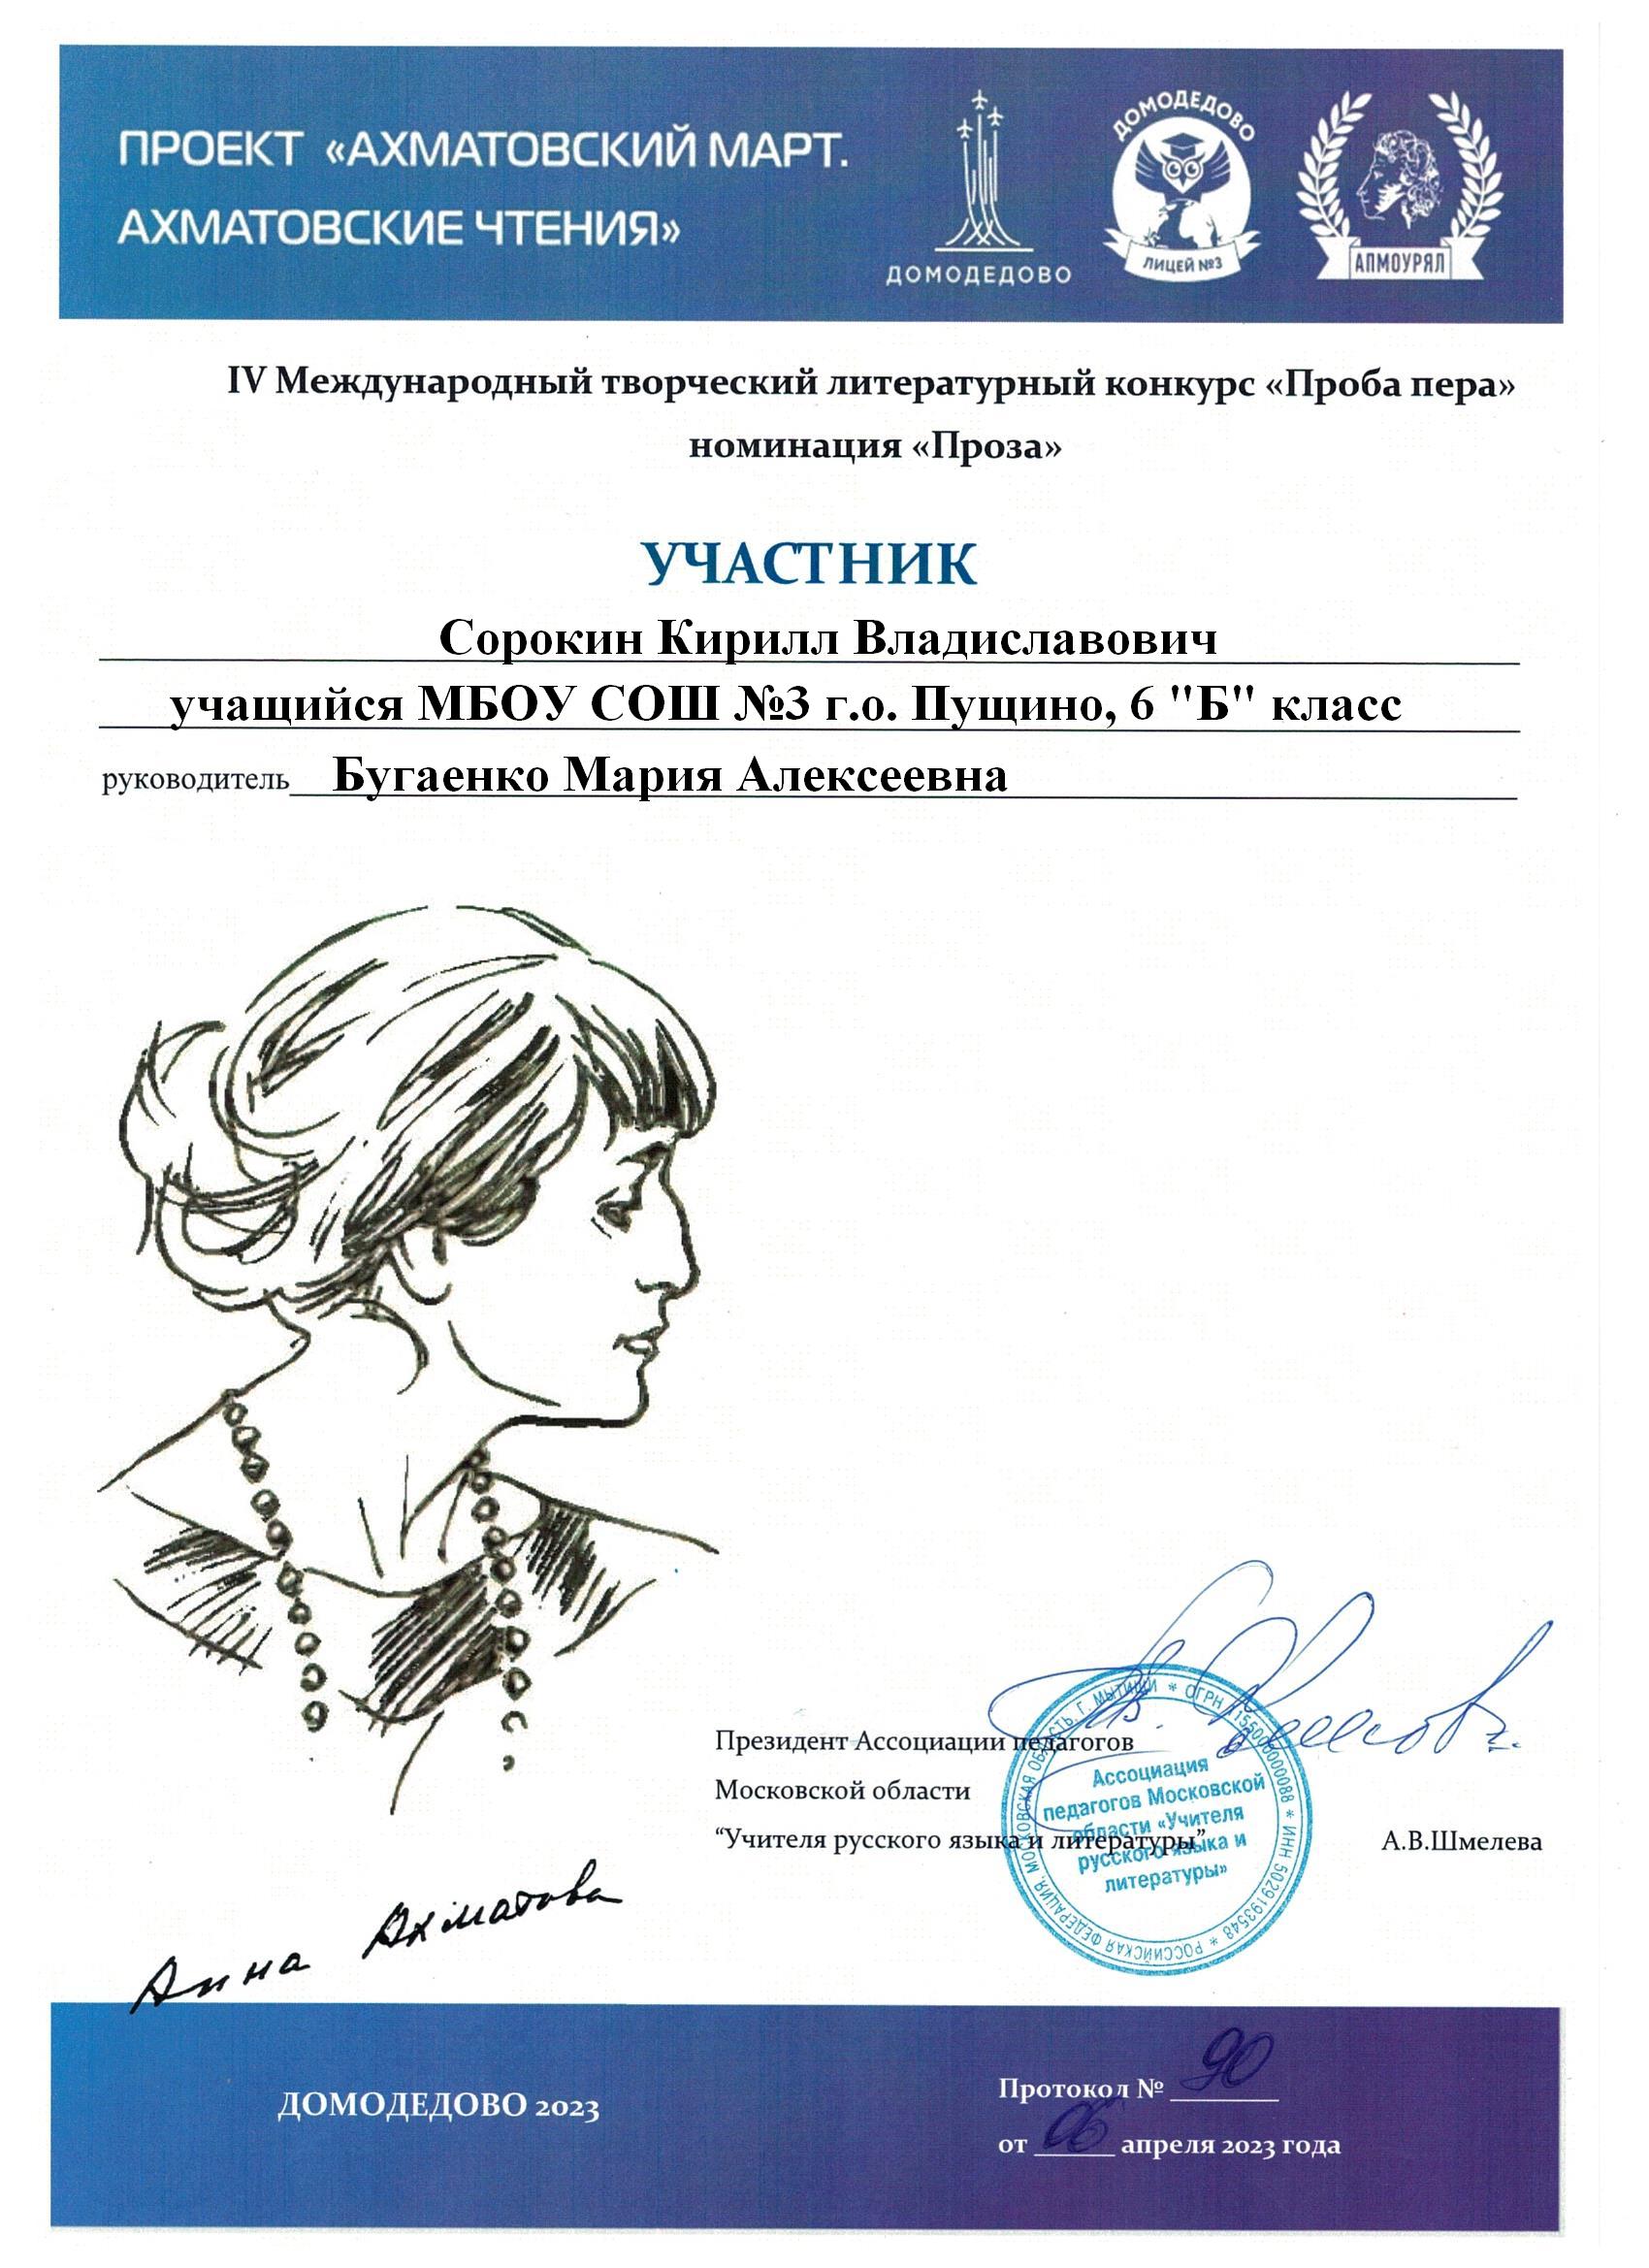 ПРОЕКТ «АХМАТОВСКИЙ МАРТ.
АХМАТОВСКИЕ ЧТЕНИЯ»
ДОМОДЕДОВО
ДОМОДЕДОВО
ЛИЦЕЙ №3
АПМОУРЯЛ
IV Международный творческий литературный конкурс «Проба пера»
номинация «Проза»
УЧАСТНИК
Сорокин Кирилл Владиславович
учащийся МБОУ СОШ №3 г.о. Пущино, 6 "Б" класс
руководитель Бугаенко Мария Алексеевна
Президент Ассоциации педагогов
Московской области
“Учителя русского языка и литературы”
А.В.Шмелева
РОССИЙСКАЯ ФЕДЕРАЦИЯ, МОСКОВСКАЯ ОБЛАСТЬ, Г. МЫТИЩИ * ОГРН 1155000000088 * ИНН 5029193548 *
Ассоциация
педагогов Московской
области «Учителя
русского языка и
литературы»
Анна Ахматова
ДОМОДЕДОВО 2023
Протокол № 90
от 06 апреля 2023 года